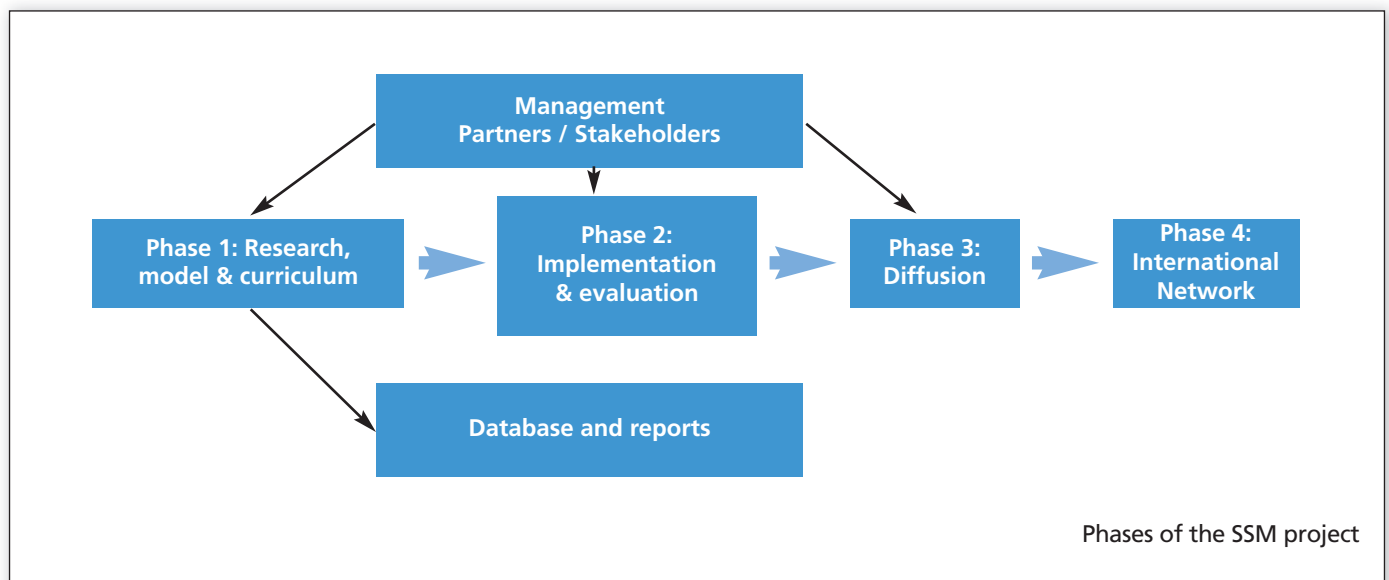 Management
Partners / Stakeholders
Phase 1: Research,
model & curriculum
Phase 2:
Implementation
& evaluation
Phase 3:
Diffusion
Phase 4:
International
Network
Database and reports
Phases of the SSM project